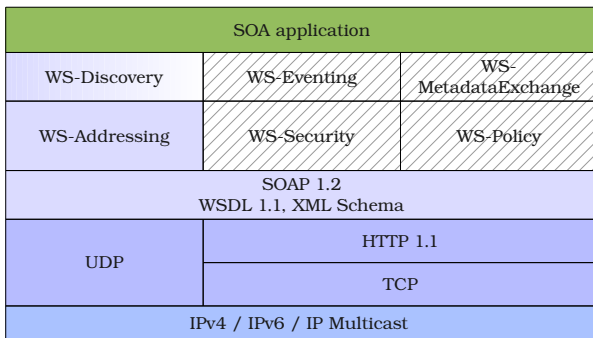 SOA application
WS-Discovery
WS-Eventing
WS-
MetadataExchange
WS-Addressing
WS-Security
WS-Policy
SOAP 1.2
WSDL 1.1, XML Schema
UDP
HTTP 1.1
TCP
IPv4 / IPv6 / IP Multicast